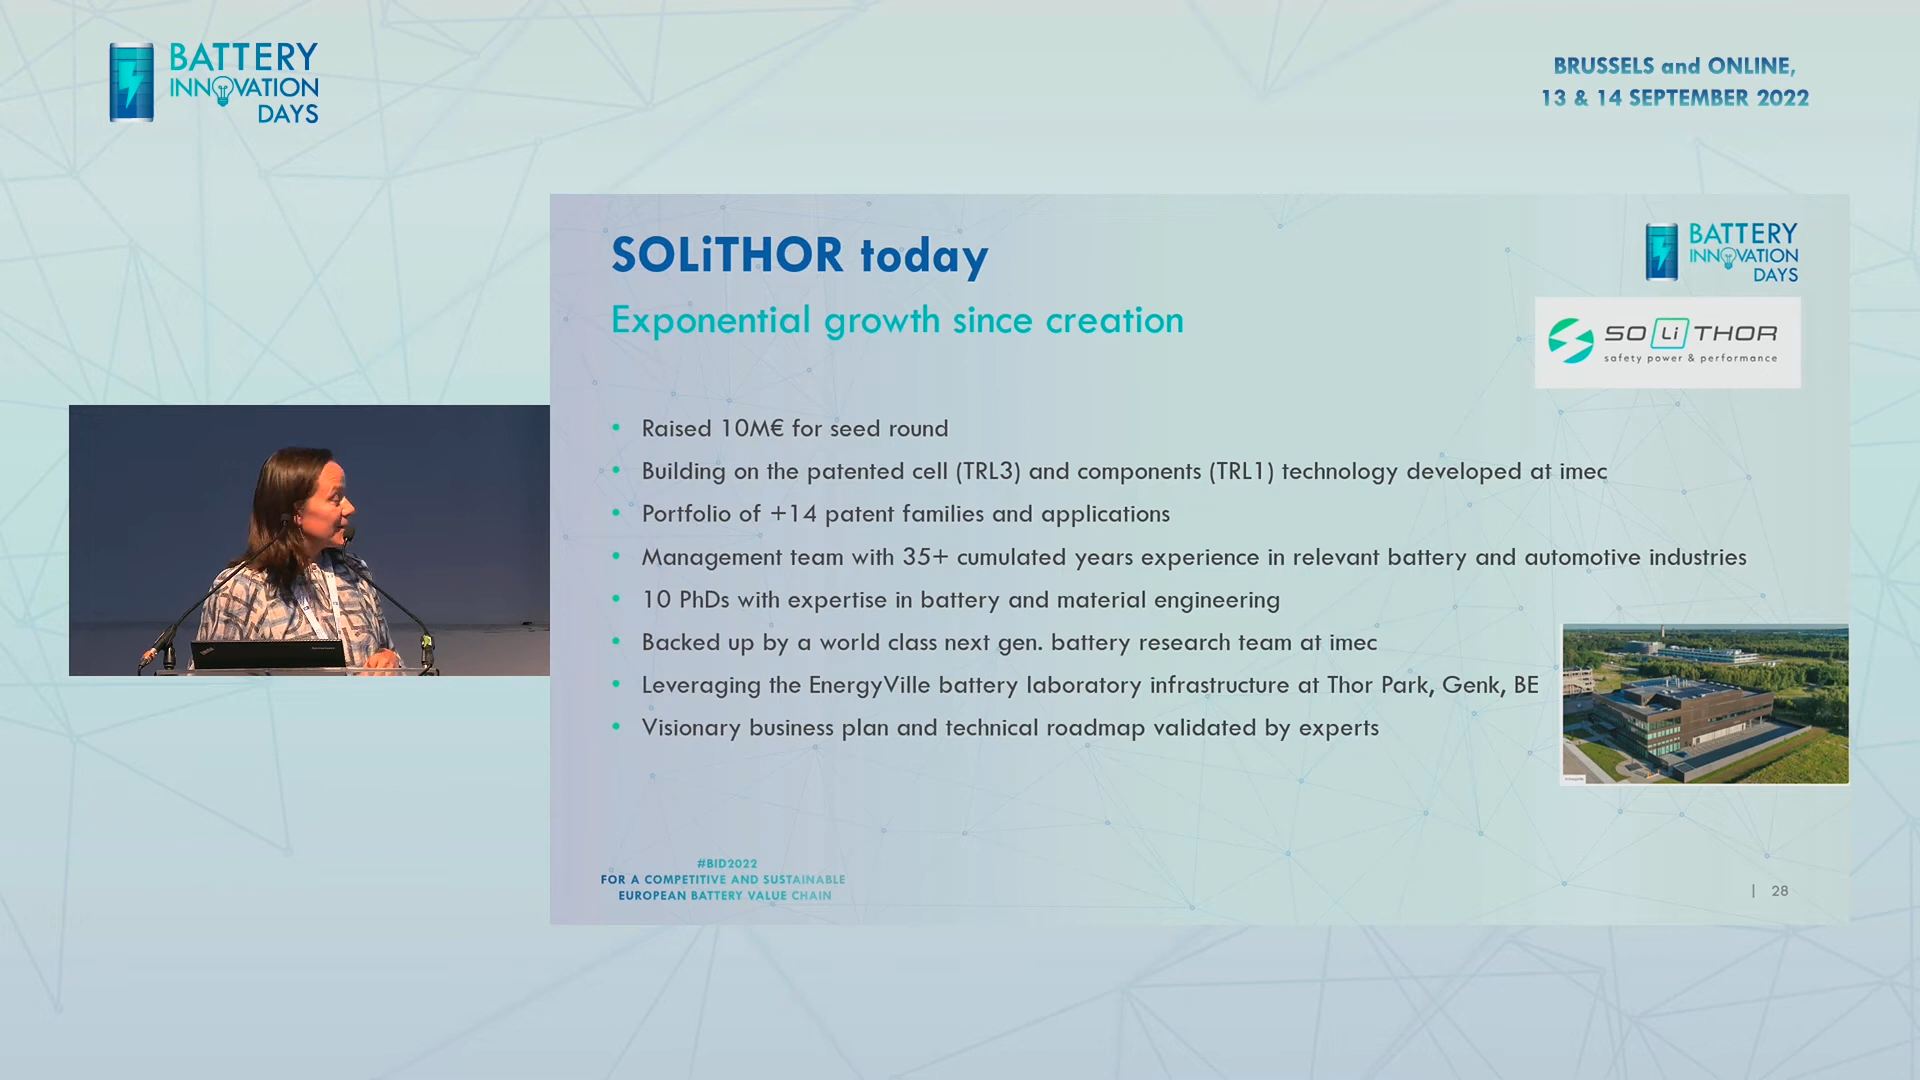 BATTERY
INNOVATION
DAYS
BRUSSELS and ONLINE,
13 & 14 SEPTEMBER 2022
SOLiTHOR today
Exponential growth since creation
BATTERY
INNOVATION
DAYS
SOLiTHOR
safety power & performance
• Raised 10M€ for seed round
• Building on the patented cell (TRL3) and components (TRL1) technology developed at imec
• Portfolio of +14 patent families and applications
• Management team with 35+ cumulated years experience in relevant battery and automotive industries
• 10 PhDs with expertise in battery and material engineering
• Backed up by a world class next gen. battery research team at imec
• Leveraging the EnergyVille battery laboratory infrastructure at Thor Park, Genk, BE
• Visionary business plan and technical roadmap validated by experts
#BID2022
FOR A COMPETITIVE AND SUSTAINABLE
EUROPEAN BATTERY VALUE CHAIN
| 28